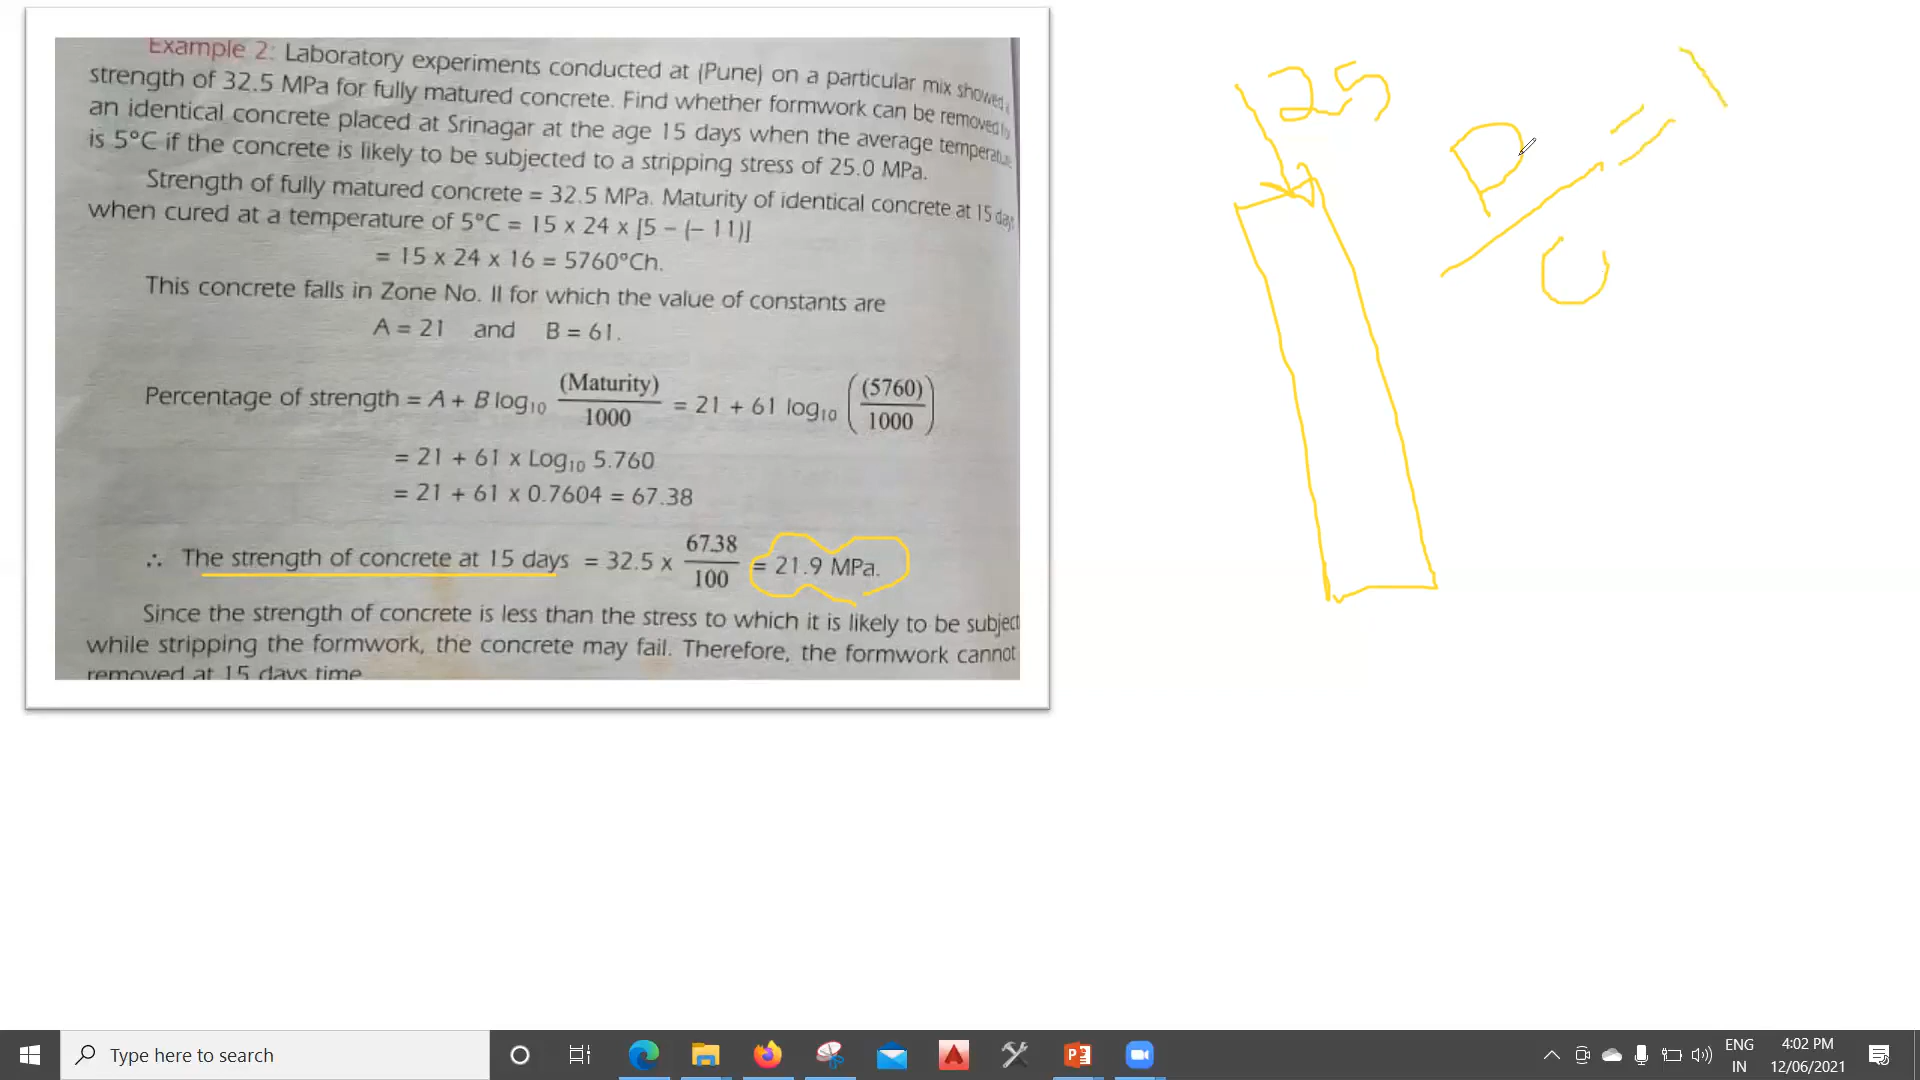 Example 2: Laboratory experiments conducted at (Pune) on a particular mix showed a
strength of 32.5 MPa for fully matured concrete. Find whether formwork can be removed for
an identical concrete placed at Srinagar at the age 15 days when the average temperature
is 5°C if the concrete is likely to be subjected to a stripping stress of 25.0 MPa.
Strength of fully matured concrete = 32.5 MPa. Maturity of identical concrete at 15 days
when cured at a temperature of 5°C = 15 x 24 x [5 – (– 11)]
= 15 x 24 x 16 = 5760°Ch.
This concrete falls in Zone No. II for which the value of constants are
A = 21 and B = 61.
Percentage of strength = A + B log10 (Maturity)/1000 = 21 + 61 log10 ((5760)/1000)
= 21 + 61 x Log10 5.760
= 21 + 61 x 0.7604 = 67.38
∴ The strength of concrete at 15 days = 32.5 x 67.38/100 = 21.9 MPa.
Since the strength of concrete is less than the stress to which it is likely to be subject
while stripping the formwork, the concrete may fail. Therefore, the formwork cannot
removed at 15 days time
25
D/C = 1
Type here to search
ENG
IN
4:02 PM
12/06/2021